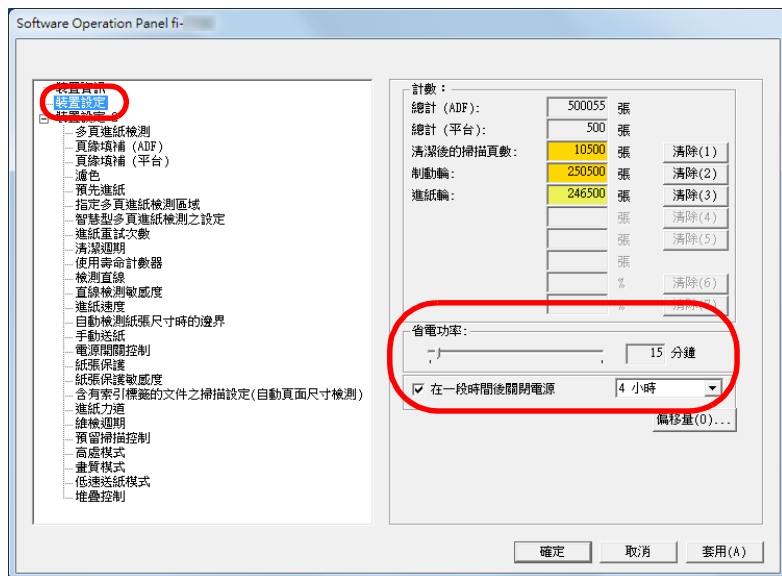 Software Operation Panel fi-
裝置資訊
裝置設定
裝置設定 2
多頁進紙檢測
頁緣填補 (ADF)
頁緣填補 (平台)
濾色
預先進紙
指定多頁進紙檢測區域
智慧型多頁進紙檢測之設定
進紙重試次數
清潔週期
使用壽命計數器
檢測直線
直線檢測敏感度
進紙速度
自動檢測紙張尺寸時的邊界
手動送紙
電源開關控制
紙張保護
紙張保護敏感度
含有索引標籤的文件之掃描設定(自動頁面尺寸檢測)
進紙力道
維檢週期
預留掃描控制
高處模式
畫質模式
低速送紙模式
堆疊控制
計數：
總計 (ADF): 500055 張
總計 (平台): 500 張
清潔後的掃描頁數: 10500 張 清除(1)
制動輪: 250500 張 清除(2)
進紙輪: 246500 張 清除(3)
張 清除(4)
張 清除(5)
張
% 清除(6)
% 清除(7)
省電功率:
15 分鐘
在一段時間後關閉電源 4 小時
偏移量(O)...
確定 取消 套用(A)